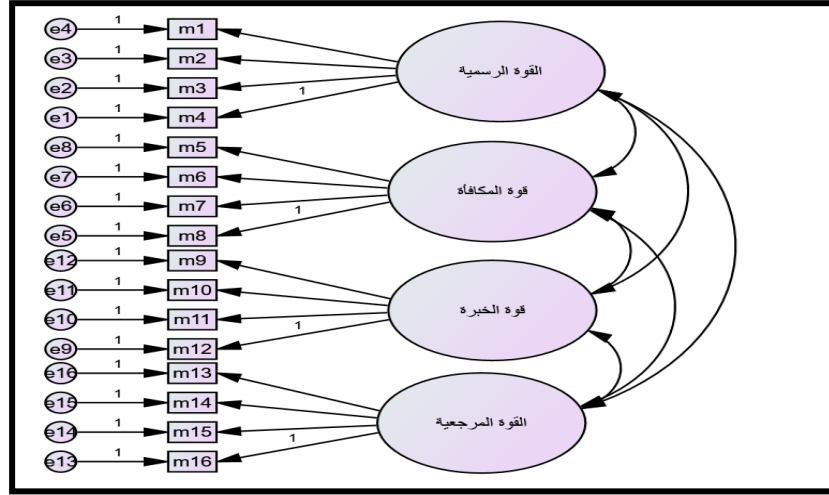 e4 1 m1
e3 1 m2
e2 1 m3
e1 1 m4
1
القوة الرسمية
e8 1 m5
e7 1 m6
e6 1 m7
e5 1 m8
1
قوة المكافأة
e12 1 m9
e11 1 m10
e10 1 m11
e9 1 m12
1
قوة الخبرة
e16 1 m13
e15 1 m14
e14 1 m15
e13 1 m16
1
القوة المرجعية